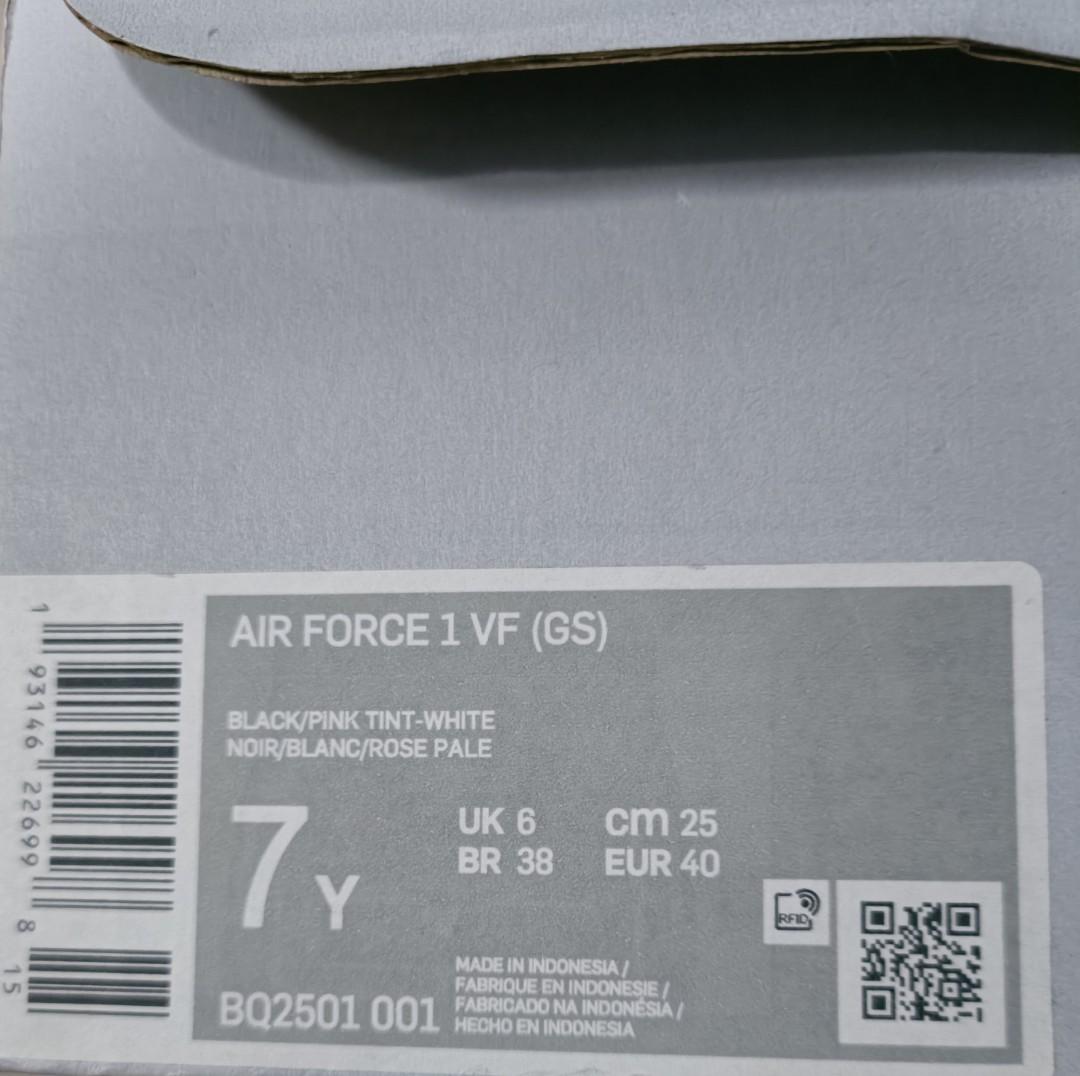 AIR FORCE 1 VF (GS)
BLACK/PINK TINT-WHITE
NOIR/BLANC/ROSE PALE
7 Y
UK 6 cm 25
BR 38 EUR 40
RFID
BQ2501 001
MADE IN INDONESIA /
FABRIQUE EN INDONESIE /
FABRICADO NA INDONÉSIA /
HECHO EN INDONESIA
1 93146 22699 8 15